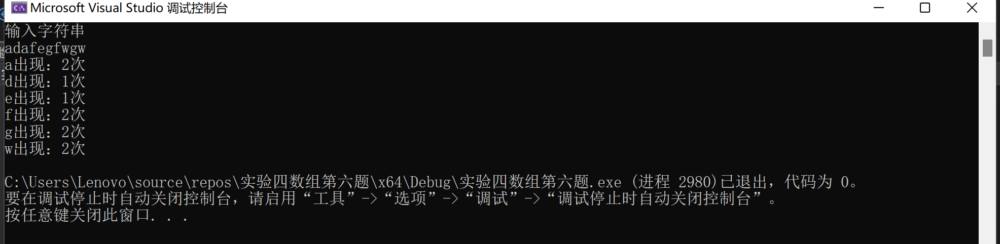 Microsoft Visual Studio 调试控制台
输入字符串
adafegfwgw
a出现：2次
d出现：1次
e出现：1次
f出现：2次
g出现：2次
w出现：2次
C:\Users\Lenovo\source\repos\实验四数组第六题\x64\Debug\实验四数组第六题.exe (进程 2980)已退出，代码为 0。
要在调试停止时自动关闭控制台，请启用“工具”->“选项”->“调试”->“调试停止时自动关闭控制台”。
按任意键关闭此窗口. . .